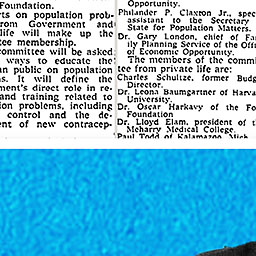 Foundation.
rts on population prob-
rom Government and
life will make up the
tee membership.
committee will be asked
ways to educate the
an public on population
s. It will define the
ment's direct role in re-
and training related to
ion problems, including
control and the de-
ent of new contracep-
Opportunity.
Philander P. Claxton Jr., spec
assistant to the Secretary
State for Population Matters.
Dr. Gary London, chief of Fam
ily Planning Service of the Offi
of Economic Opportunity.
The members of the commi
tee from private life are:
Charles Schultze, former Budg
Director.
Dr. Leona Baumgartner of Harva
University.
Dr. Oscar Harkavy of the Fo
Foundation
Dr. Lloyd Elam, president of t
Meharry Medical College.
Paul Todd of Kalamazoo, Mich